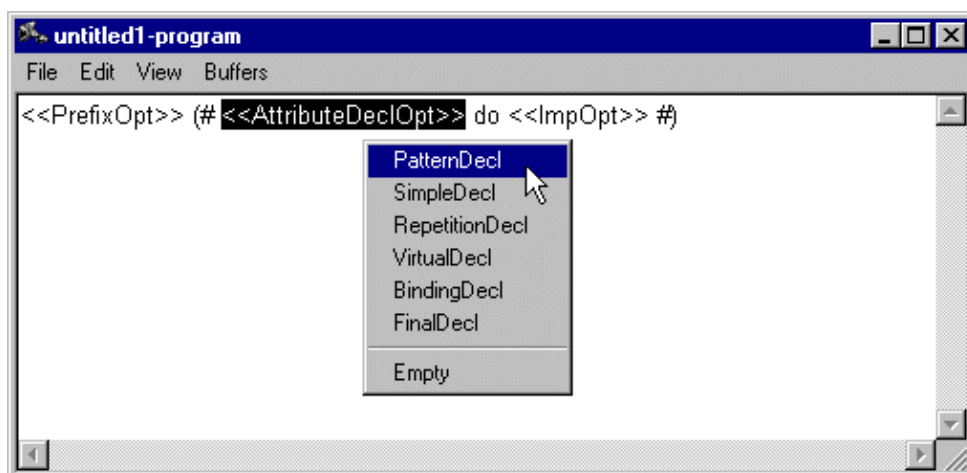 untitled1-program
File Edit View Buffers
<<PrefixOpt>> (# <<AttributeDeclOpt>> do <<ImpOpt>> #)
PatternDecl
SimpleDecl
RepetitionDecl
VirtualDecl
BindingDecl
FinalDecl
Empty